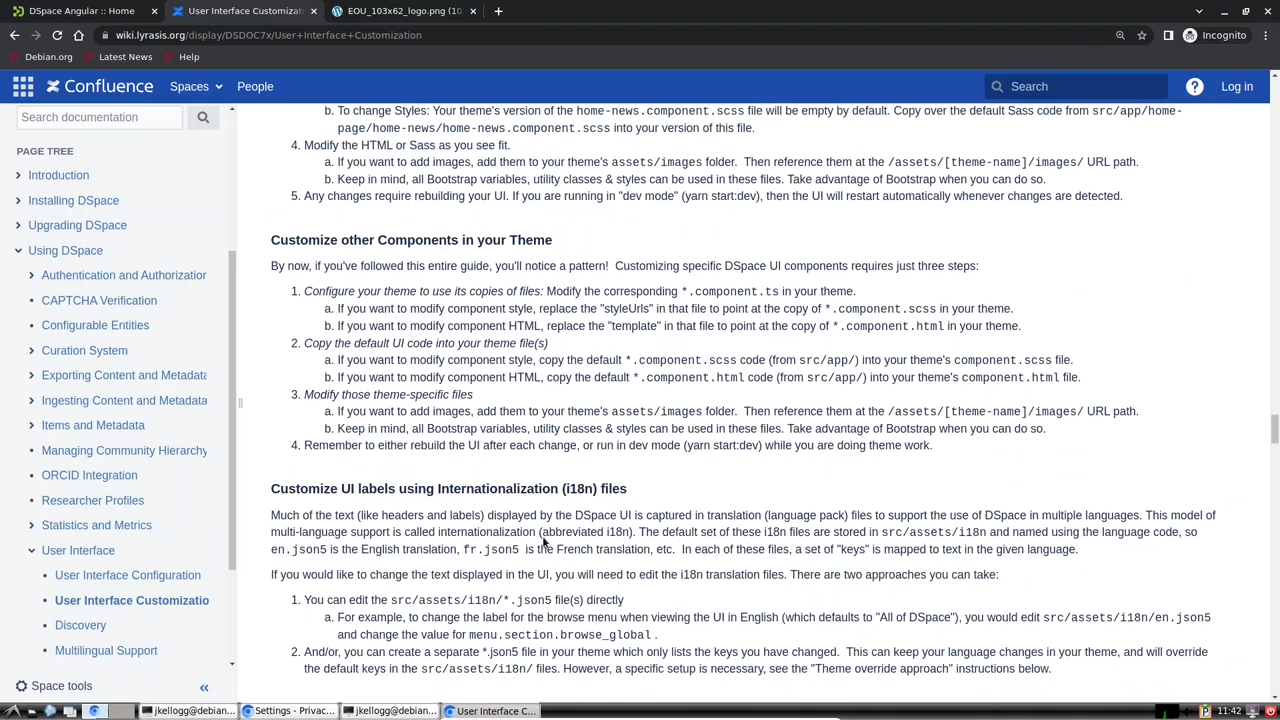 DSpace Angular :: Home
User Interface Customizati
EOU_103x62_logo.png (10
wiki.lyrasis.org/display/DSDOC7x/User+Interface+Customization
Incognito
Debian.org
Latest News
Help
Confluence
Spaces
People
Search
Log in
Search documentation
PAGE TREE
Introduction
Installing DSpace
Upgrading DSpace
Using DSpace
Authentication and Authorization
CAPTCHA Verification
Configurable Entities
Curation System
Exporting Content and Metadata
Ingesting Content and Metadata
Items and Metadata
Managing Community Hierarchy
ORCID Integration
Researcher Profiles
Statistics and Metrics
User Interface
User Interface Configuration
User Interface Customizatio
Discovery
Multilingual Support
Space tools
b. To change Styles: Your theme's version of the home-news.component.scss file will be empty by default. Copy over the default Sass code from src/app/home-
page/home-news/home-news.component.scss into your version of this file.
4. Modify the HTML or Sass as you see fit.
a. If you want to add images, add them to your theme's assets/images folder. Then reference them at the /assets/[theme-name]/images/ URL path.
b. Keep in mind, all Bootstrap variables, utility classes & styles can be used in these files. Take advantage of Bootstrap when you can do so.
5. Any changes require rebuilding your UI. If you are running in "dev mode" (yarn start:dev), then the UI will restart automatically whenever changes are detected.
Customize other Components in your Theme
By now, if you've followed this entire guide, you'll notice a pattern! Customizing specific DSpace UI components requires just three steps:
1. Configure your theme to use its copies of files: Modify the corresponding *.component.ts in your theme.
a. If you want to modify component style, replace the "styleUrls" in that file to point at the copy of *.component.scss in your theme.
b. If you want to modify component HTML, replace the "template" in that file to point at the copy of *.component.html in your theme.
2. Copy the default UI code into your theme file(s)
a. If you want to modify component style, copy the default *.component.scss code (from src/app/) into your theme's component.scss file.
b. If you want to modify component HTML, copy the default *.component.html code (from src/app/) into your theme's component.html file.
3. Modify those theme-specific files
a. If you want to add images, add them to your theme's assets/images folder. Then reference them at the /assets/[theme-name]/images/ URL path.
b. Keep in mind, all Bootstrap variables, utility classes & styles can be used in these files. Take advantage of Bootstrap when you can do so.
4. Remember to either rebuild the UI after each change, or run in dev mode (yarn start:dev) while you are doing theme work.
Customize UI labels using Internationalization (i18n) files
Much of the text (like headers and labels) displayed by the DSpace UI is captured in translation (language pack) files to support the use of DSpace in multiple languages. This model of
multi-language support is called internationalization (abbreviated i18n). The default set of these i18n files are stored in src/assets/i18n and named using the language code, so
en.json5 is the English translation, fr.json5 is the French translation, etc. In each of these files, a set of "keys" is mapped to text in the given language.
If you would like to change the text displayed in the UI, you will need to edit the i18n translation files. There are two approaches you can take:
1. You can edit the src/assets/i18n/*.json5 file(s) directly
a. For example, to change the label for the browse menu when viewing the UI in English (which defaults to "All of DSpace"), you would edit src/assets/i18n/en.json5
and change the value for menu.section.browse_global .
2. And/or, you can create a separate *.json5 file in your theme which only lists the keys you have changed. This can keep your language changes in your theme, and will override
the default keys in the src/assets/i18n/ files. However, a specific setup is necessary, see the "Theme override approach" instructions below.
jkellogg@debian...
Settings - Privac...
jkellogg@debian...
User Interface C...
11:42